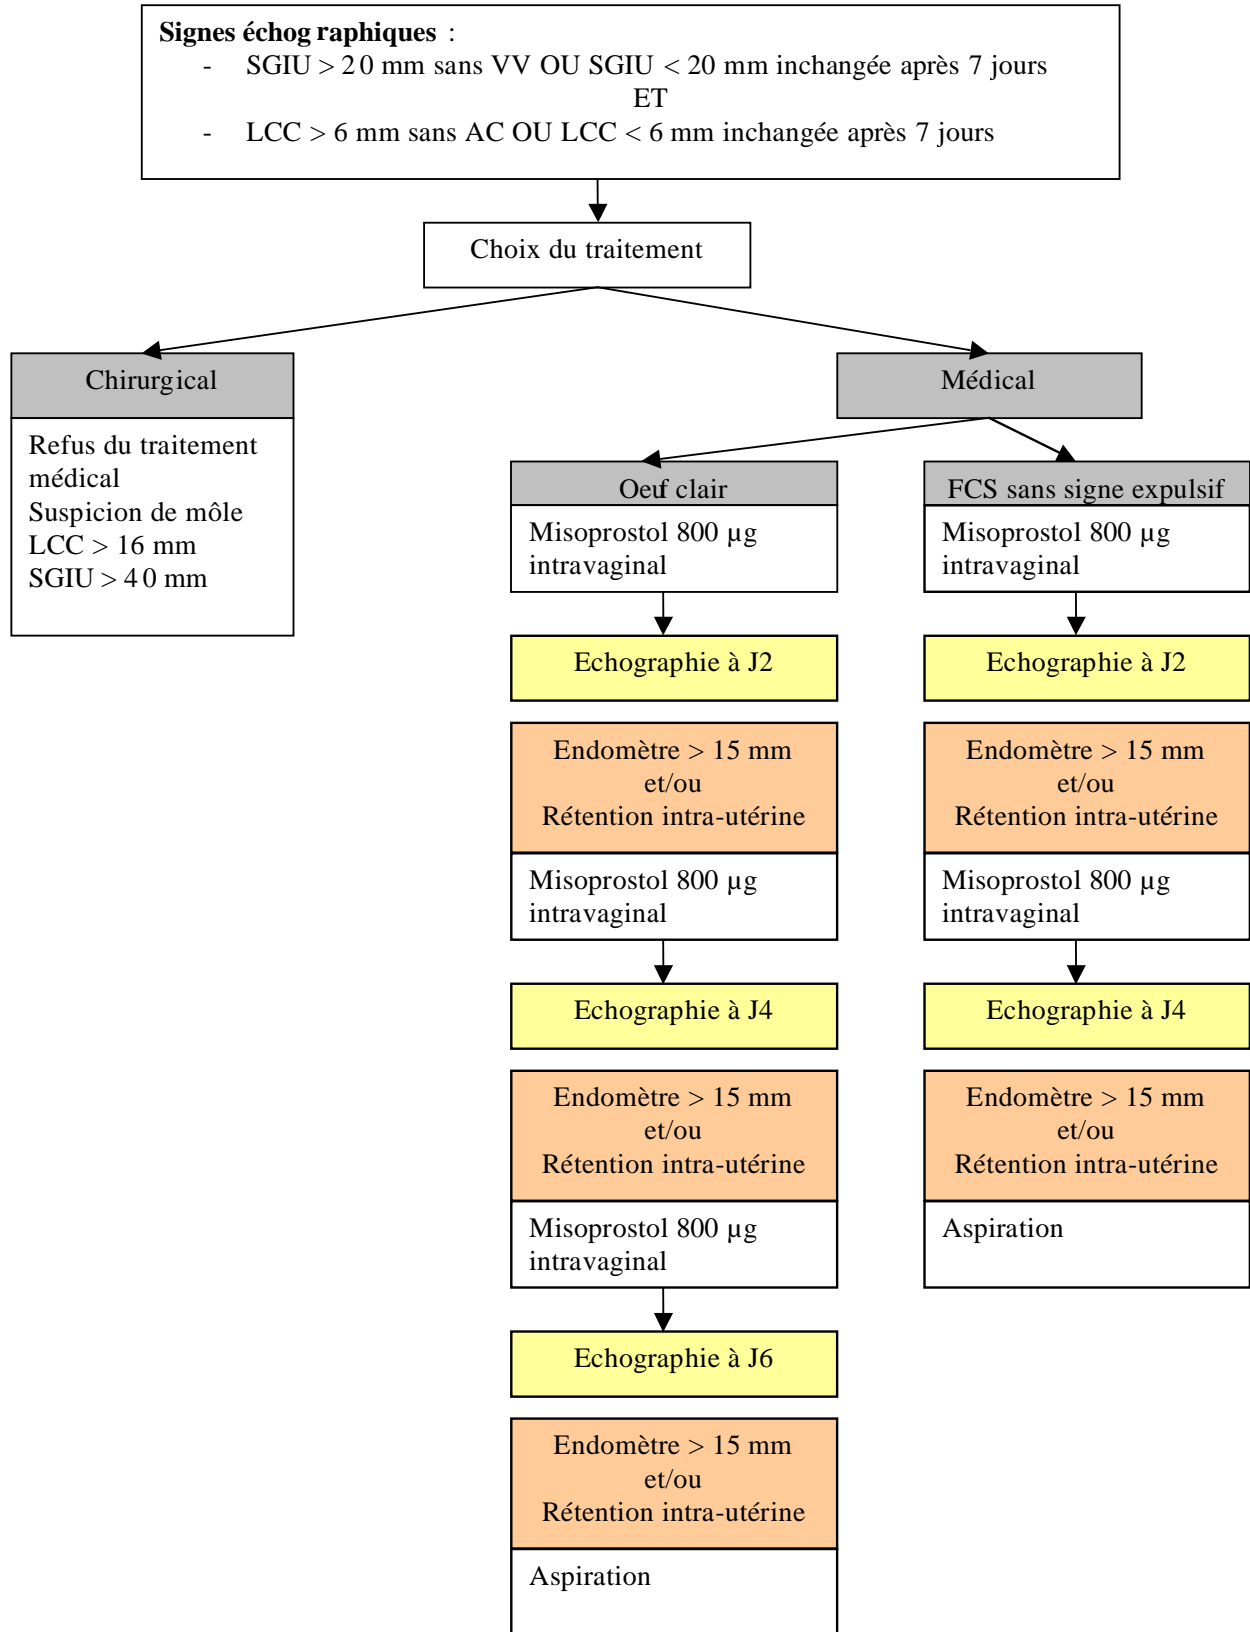 Signes échographiques :
- SGIU > 20 mm sans VV OU SGIU < 20 mm inchangée après 7 jours
ET
- LCC > 6 mm sans AC OU LCC < 6 mm inchangée après 7 jours
Choix du traitement
Chirurgical
Refus du traitement
médical
Suspicion de môle
LCC > 16 mm
SGIU > 40 mm
Médical
Oeuf clair
Misoprostol 800 µg
intravaginal
Echographie à J2
Endomètre > 15 mm
et/ou
Rétention intra-utérine
Misoprostol 800 µg
intravaginal
Echographie à J4
Endomètre > 15 mm
et/ou
Rétention intra-utérine
Misoprostol 800 µg
intravaginal
Echographie à J6
Endomètre > 15 mm
et/ou
Rétention intra-utérine
Aspiration
FCS sans signe expulsif
Misoprostol 800 µg
intravaginal
Echographie à J2
Endomètre > 15 mm
et/ou
Rétention intra-utérine
Misoprostol 800 µg
intravaginal
Echographie à J4
Endomètre > 15 mm
et/ou
Rétention intra-utérine
Aspiration